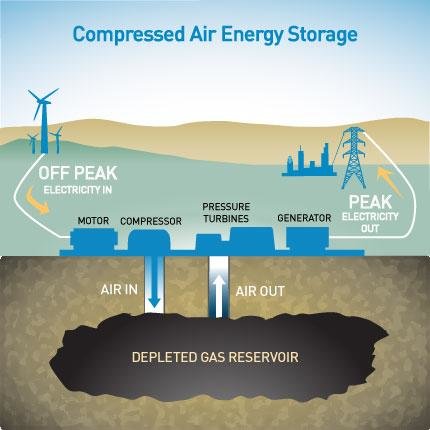 Compressed Air Energy Storage
OFF PEAK
ELECTRICITY IN
PEAK
ELECTRICITY
OUT
MOTOR
COMPRESSOR
PRESSURE
TURBINES
GENERATOR
AIR IN
AIR OUT
DEPLETED GAS RESERVOIR